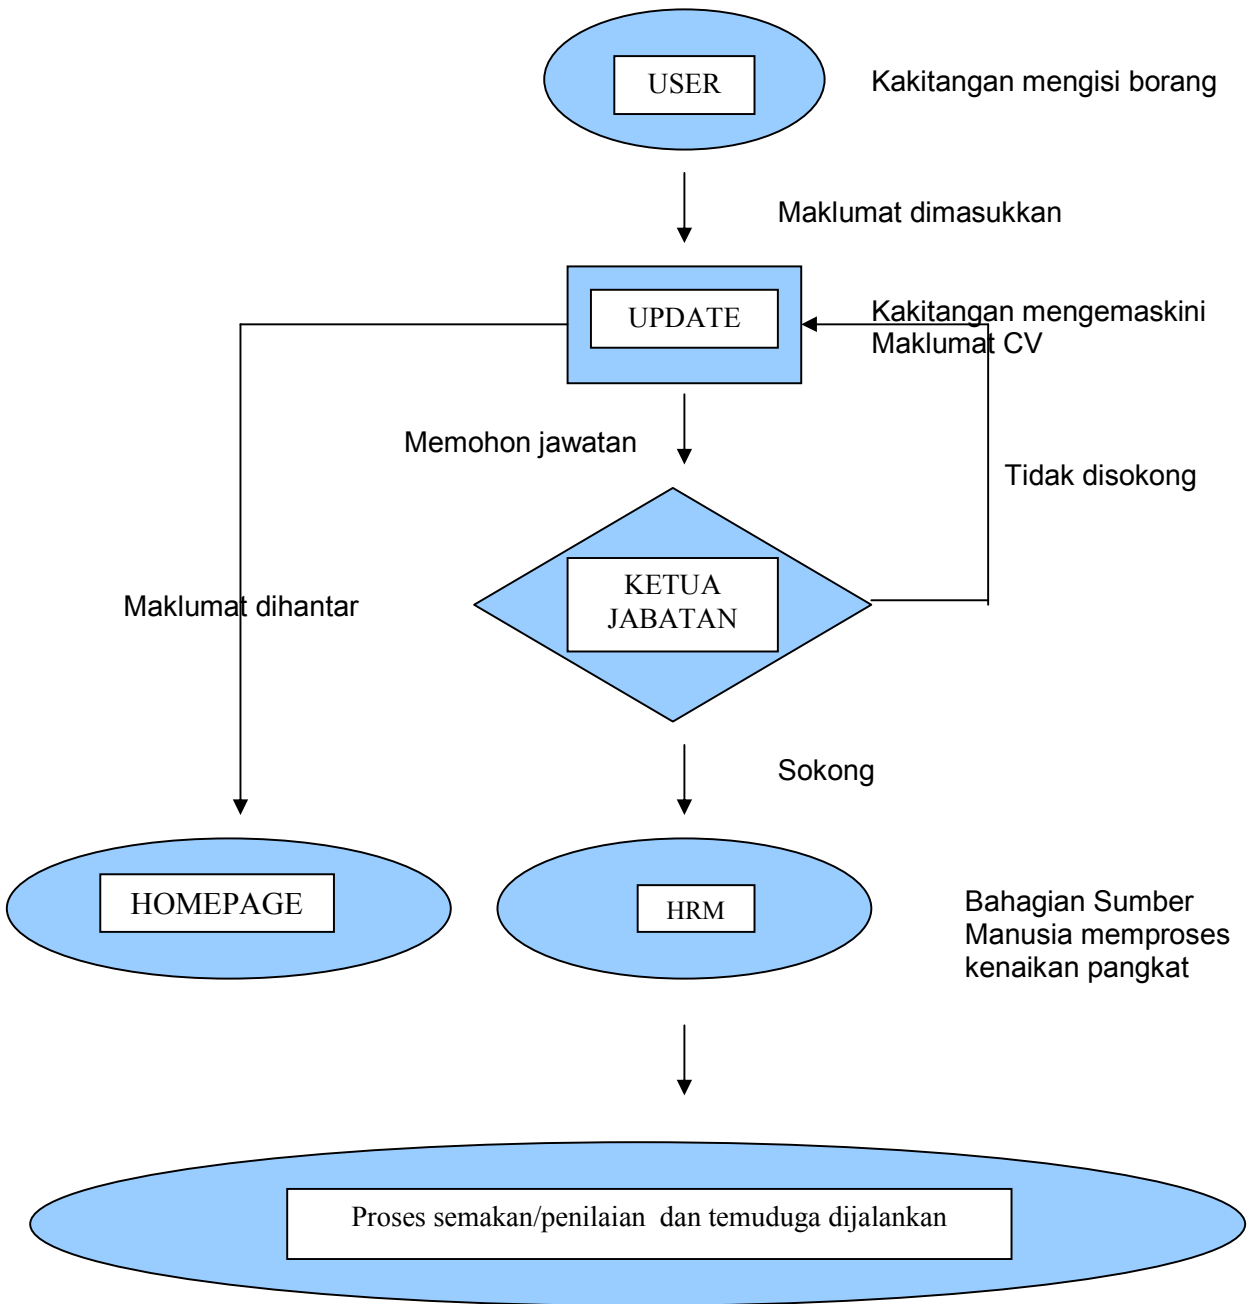 USER
Kakitangan mengisi borang
Maklumat dimasukkan
UPDATE
Kakitangan mengemaskini
Maklumat CV
Memohon jawatan
Tidak disokong
KETUA
JABATAN
Maklumat dihantar
Sokong
HOMEPAGE
HRM
Bahagian Sumber
Manusia memproses
kenaikan pangkat
Proses semakan/penilaian dan temuduga dijalankan